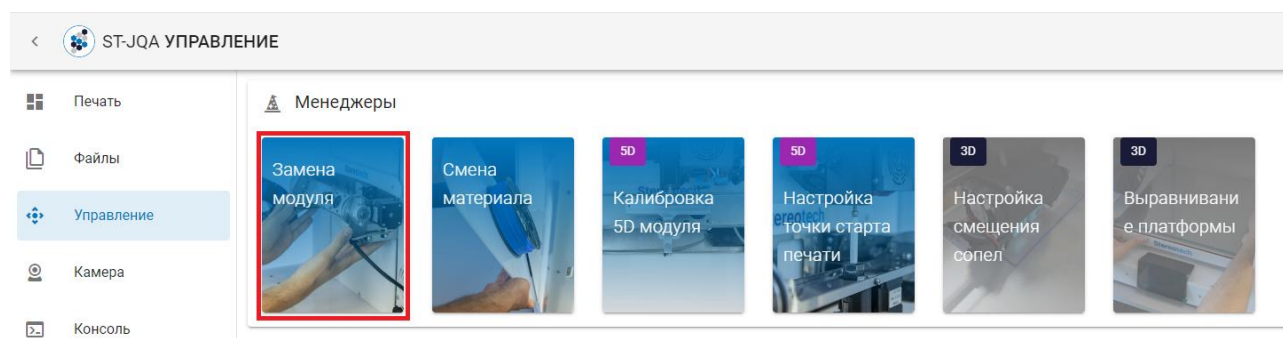 ST-JQA УПРАВЛЕНИЕ
Печать
Файлы
Управление
Камера
Консоль
Менеджеры
Замена
модуля
Смена
материала
5D
Калибровка
5D модуля
5D
Настройка
точки старта
печати
3D
Настройка
смещения
сопел
3D
Выравнивани
е платформы